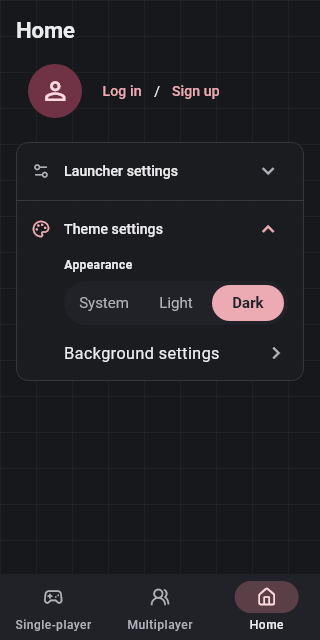 Home
Log in / Sign up
Launcher settings
Theme settings
Appearance
System Light Dark
Background settings
Single-player Multiplayer Home